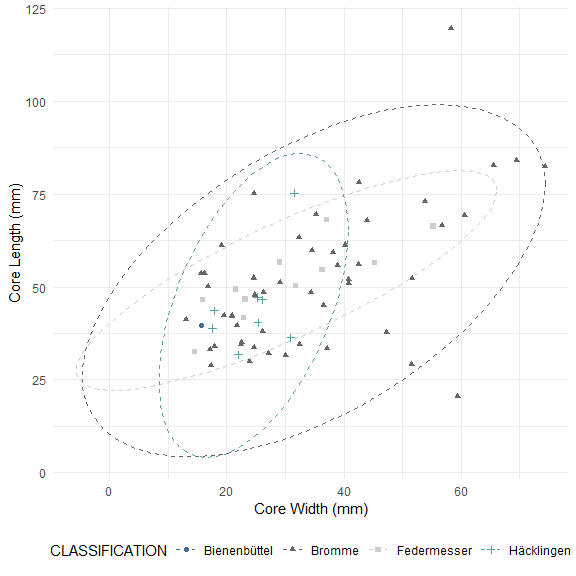 125
100
75
50
25
0
Core Length (mm)
0 20 40 60
Core Width (mm)
CLASSIFICATION Bienenbüttel Bromme Federmesser Häcklingen